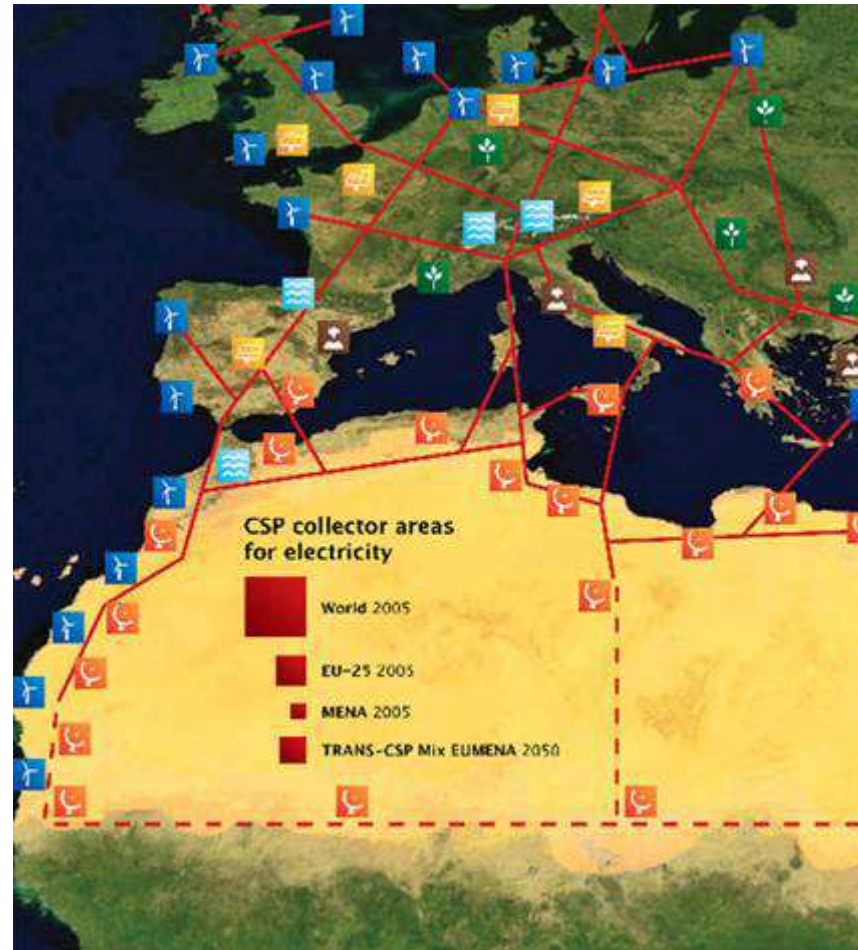 CSP collector areas
for electricity
World 2005
EU-25 2005
MENA 2005
TRANS-CSP Mix EUMENA 2050